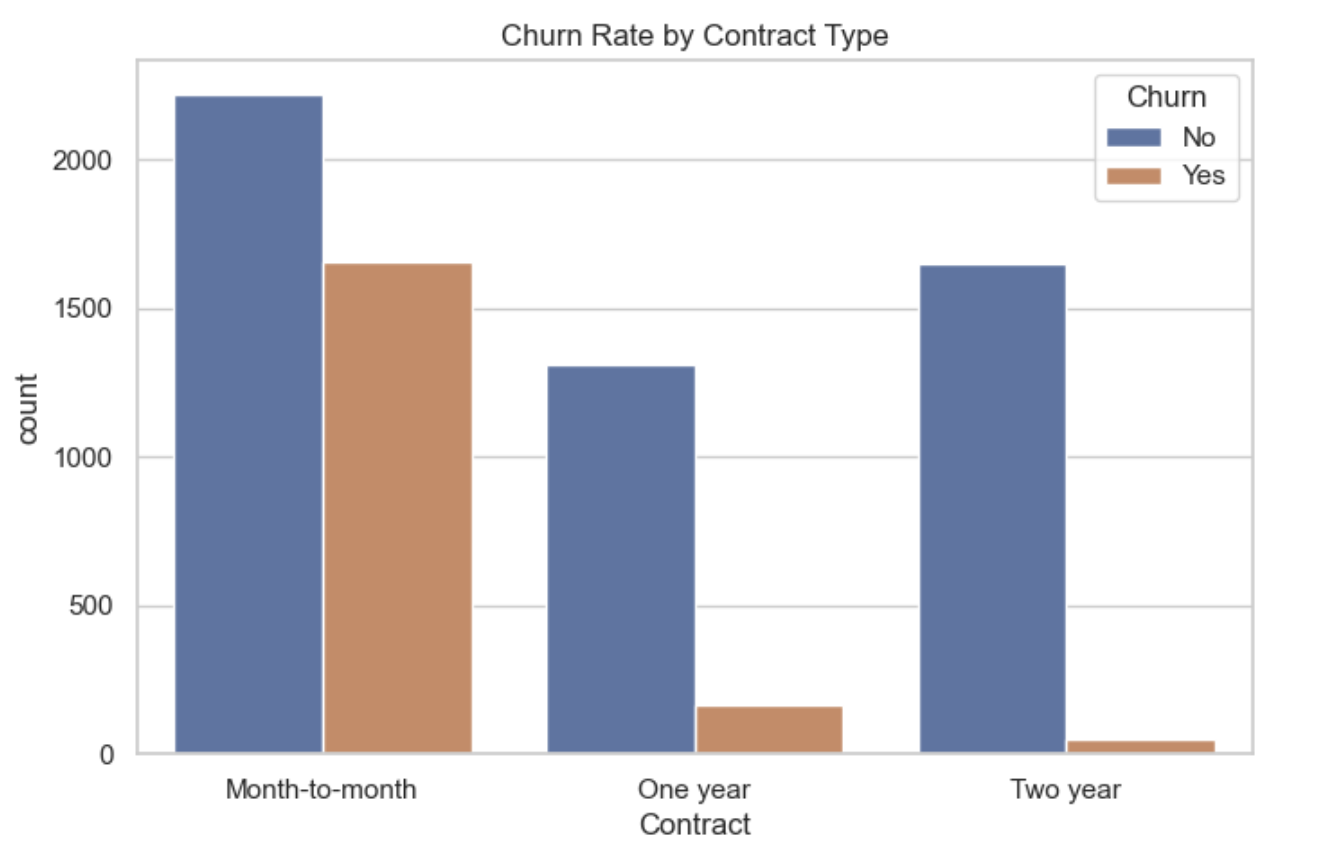 Churn Rate by Contract Type
Churn
No
Yes
2000
1500
1000
500
0
count
Month-to-month
One year
Two year
Contract